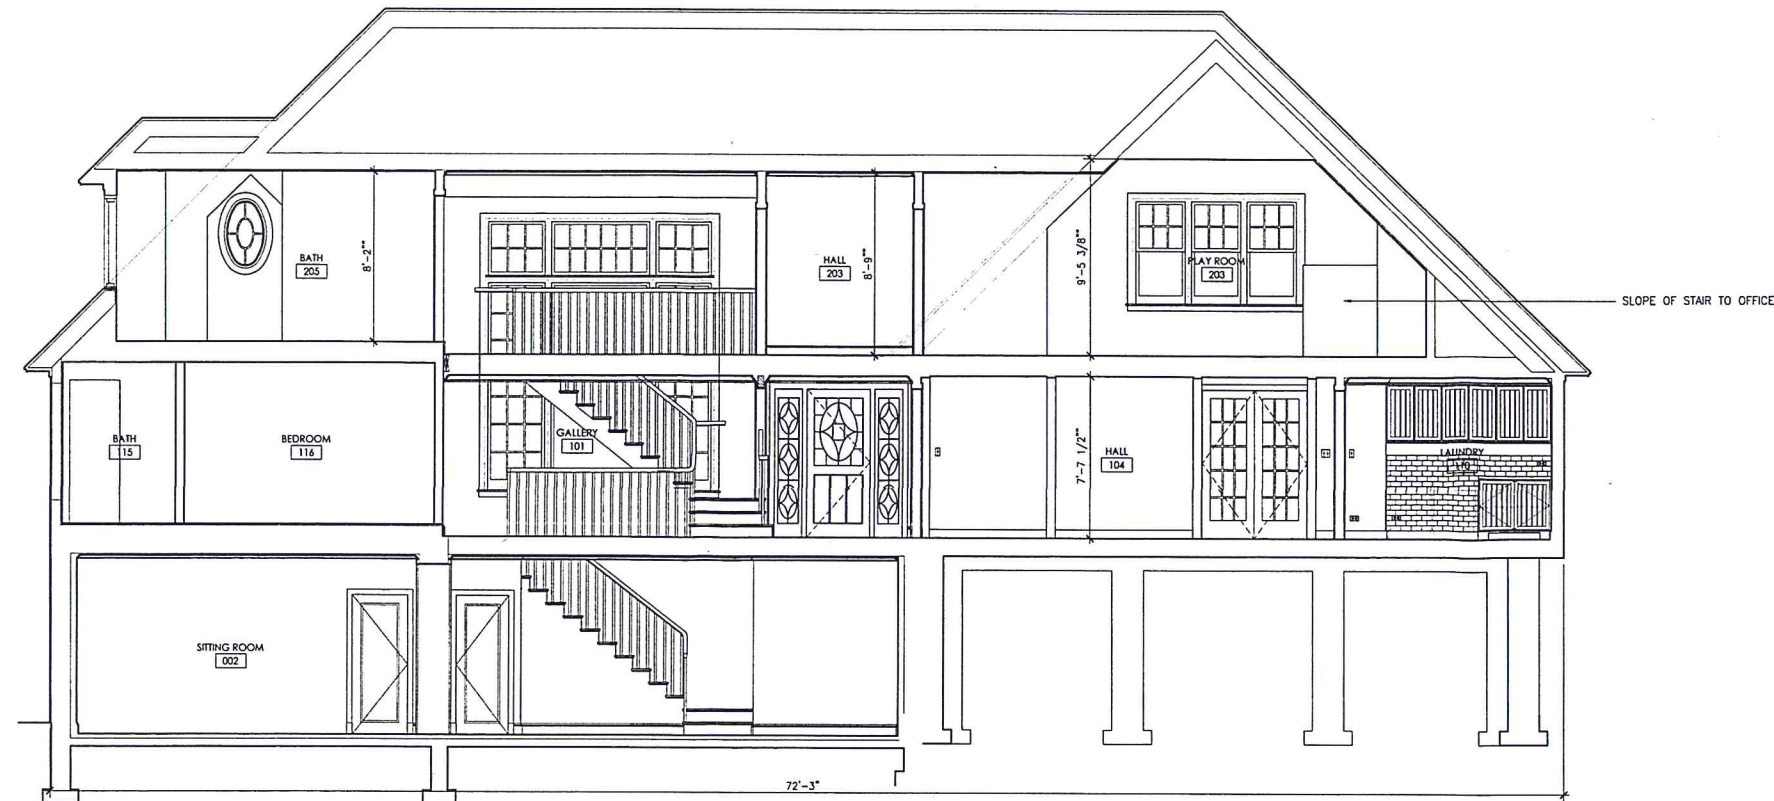 BATH
205
8'-2""
HALL
203
8'-9""
9'-5 3/8""
PLAY ROOM
203
SLOPE OF STAIR TO OFFICE
BATH
115
BEDROOM
116
GALLERY
101
7'-7 1/2""
HALL
104
LAUNDRY
110
SITTING ROOM
002
72'-3"